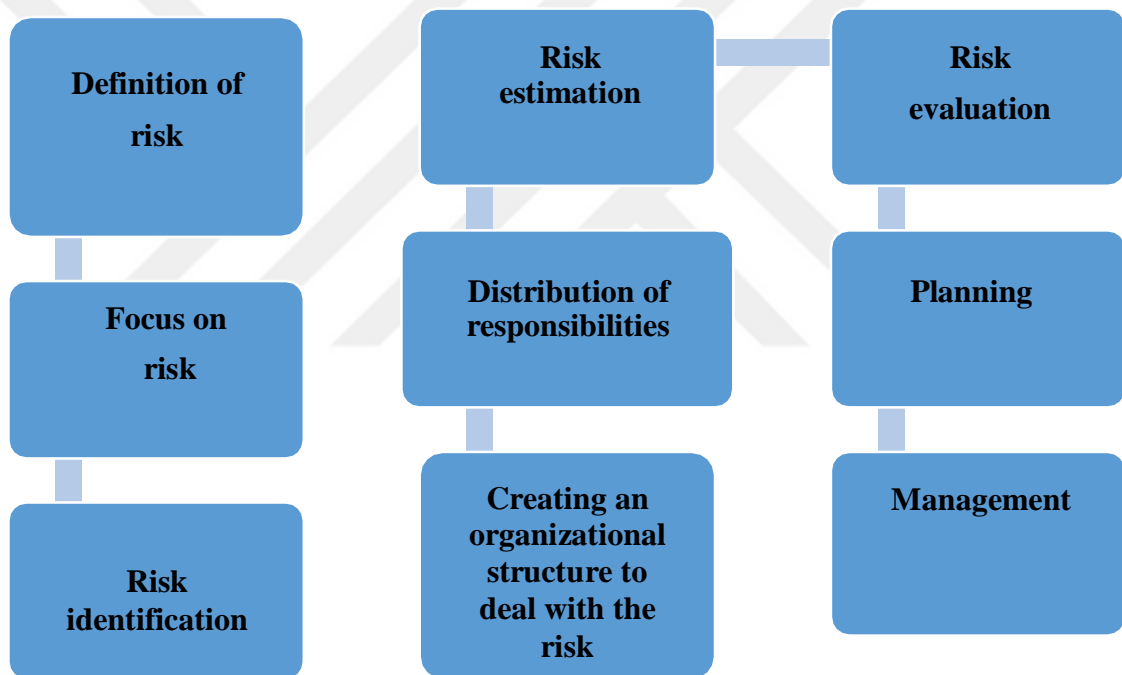 Definition of
risk
Focus on
risk
Risk
identification
Creating an
organizational
structure to
deal with the
risk
Distribution of
responsibilities
Risk
estimation
Risk
evaluation
Planning
Management